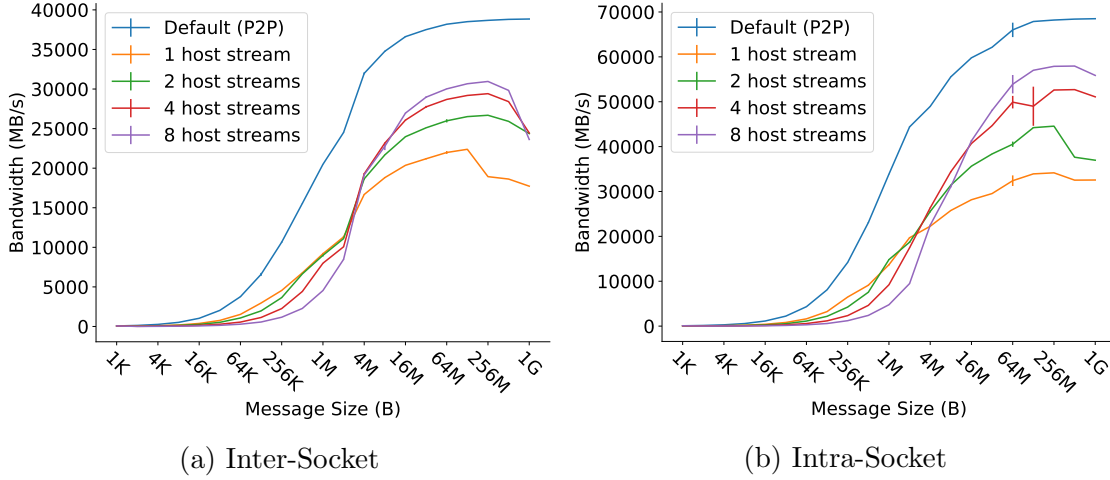 40000
35000
30000
25000
20000
15000
10000
5000
0
Bandwidth (MB/s)
Default (P2P)
1 host stream
2 host streams
4 host streams
8 host streams
1K
4K
16K
64K
256K
1M
4M
16M
64M
256M
1G
Message Size (B)
(a) Inter-Socket
70000
60000
50000
40000
30000
20000
10000
0
Bandwidth (MB/s)
Default (P2P)
1 host stream
2 host streams
4 host streams
8 host streams
1K
4K
16K
64K
256K
1M
4M
16M
64M
256M
1G
Message Size (B)
(b) Intra-Socket